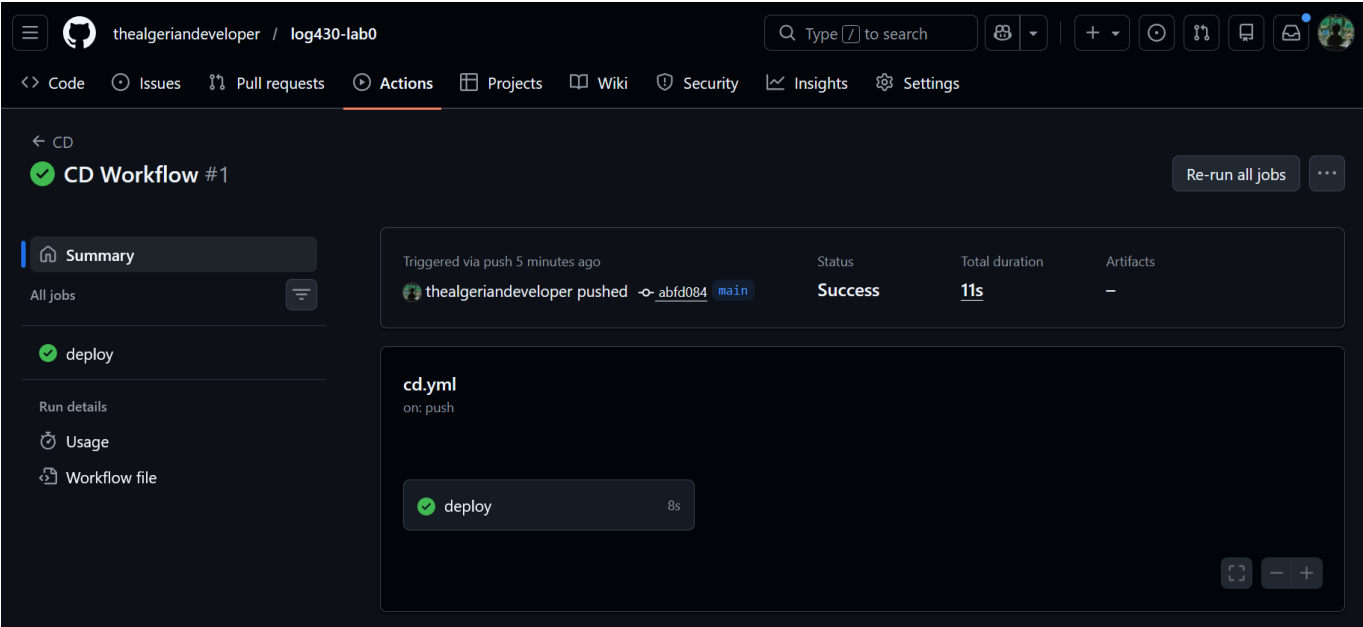 thealgeriandeveloper / log430-lab0
Type / to search
Code Issues Pull requests Actions Projects Wiki Security Insights Settings
← CD
CD Workflow #1
Re-run all jobs
Summary
All jobs
deploy
Run details
Usage
Workflow file
Triggered via push 5 minutes ago
thealgeriandeveloper pushed abfd084 main
Status
Success
Total duration
11s
Artifacts
–
cd.yml
on: push
deploy 8s